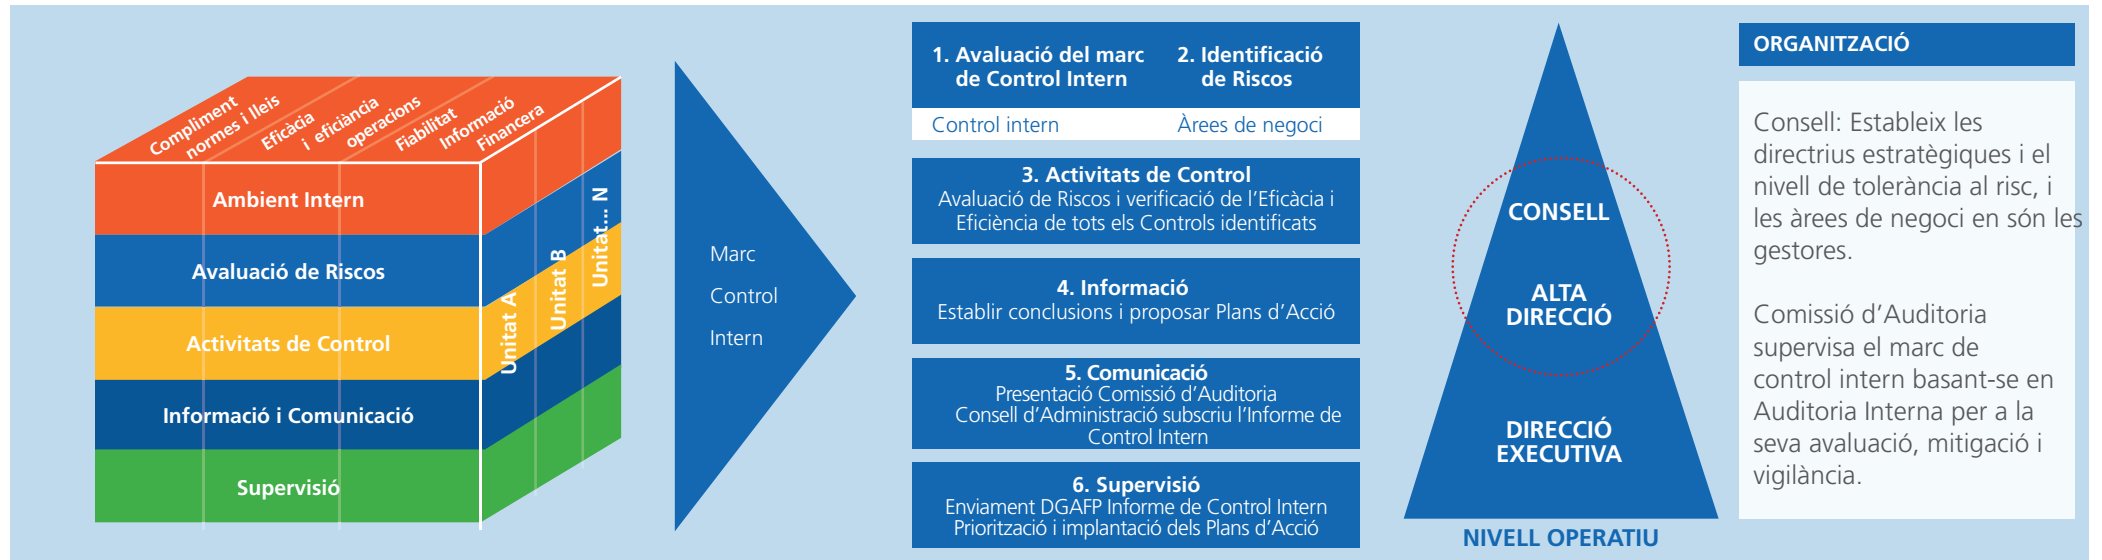 Compliment
normes i lleis
Eficàcia
i eficiància
operacions
Fiabilitat
Informació
Financera
Ambient Intern
Avaluació de Riscos
Activitats de Control
Informació i Comunicació
Supervisió
Unitat A
Unitat B
Unitat... N
Marc
Control
Intern
1. Avaluació del marc
de Control Intern
2. Identificació
de Riscos
Control intern
Àrees de negoci
3. Activitats de Control
Avaluació de Riscos i verificació de l’Eficàcia i
Eficiència de tots els Controls identificats
4. Informació
Establir conclusions i proposar Plans d’Acció
5. Comunicació
Presentació Comissió d’Auditoria
Consell d’Administració subscriu l’Informe de
Control Intern
6. Supervisió
Enviament DGAFP Informe de Control Intern
Priorització i implantació dels Plans d’Acció
CONSELL
ALTA
DIRECCIÓ
DIRECCIÓ
EXECUTIVA
NIVELL OPERATIU
ORGANITZACIÓ
Consell: Estableix les
directrius estratègiques i el
nivell de tolerància al risc, i
les àrees de negoci en són les
gestores.
Comissió d’Auditoria
supervisa el marc de
control intern basant-se en
Auditoria Interna per a la
seva avaluació, mitigació i
vigilància.